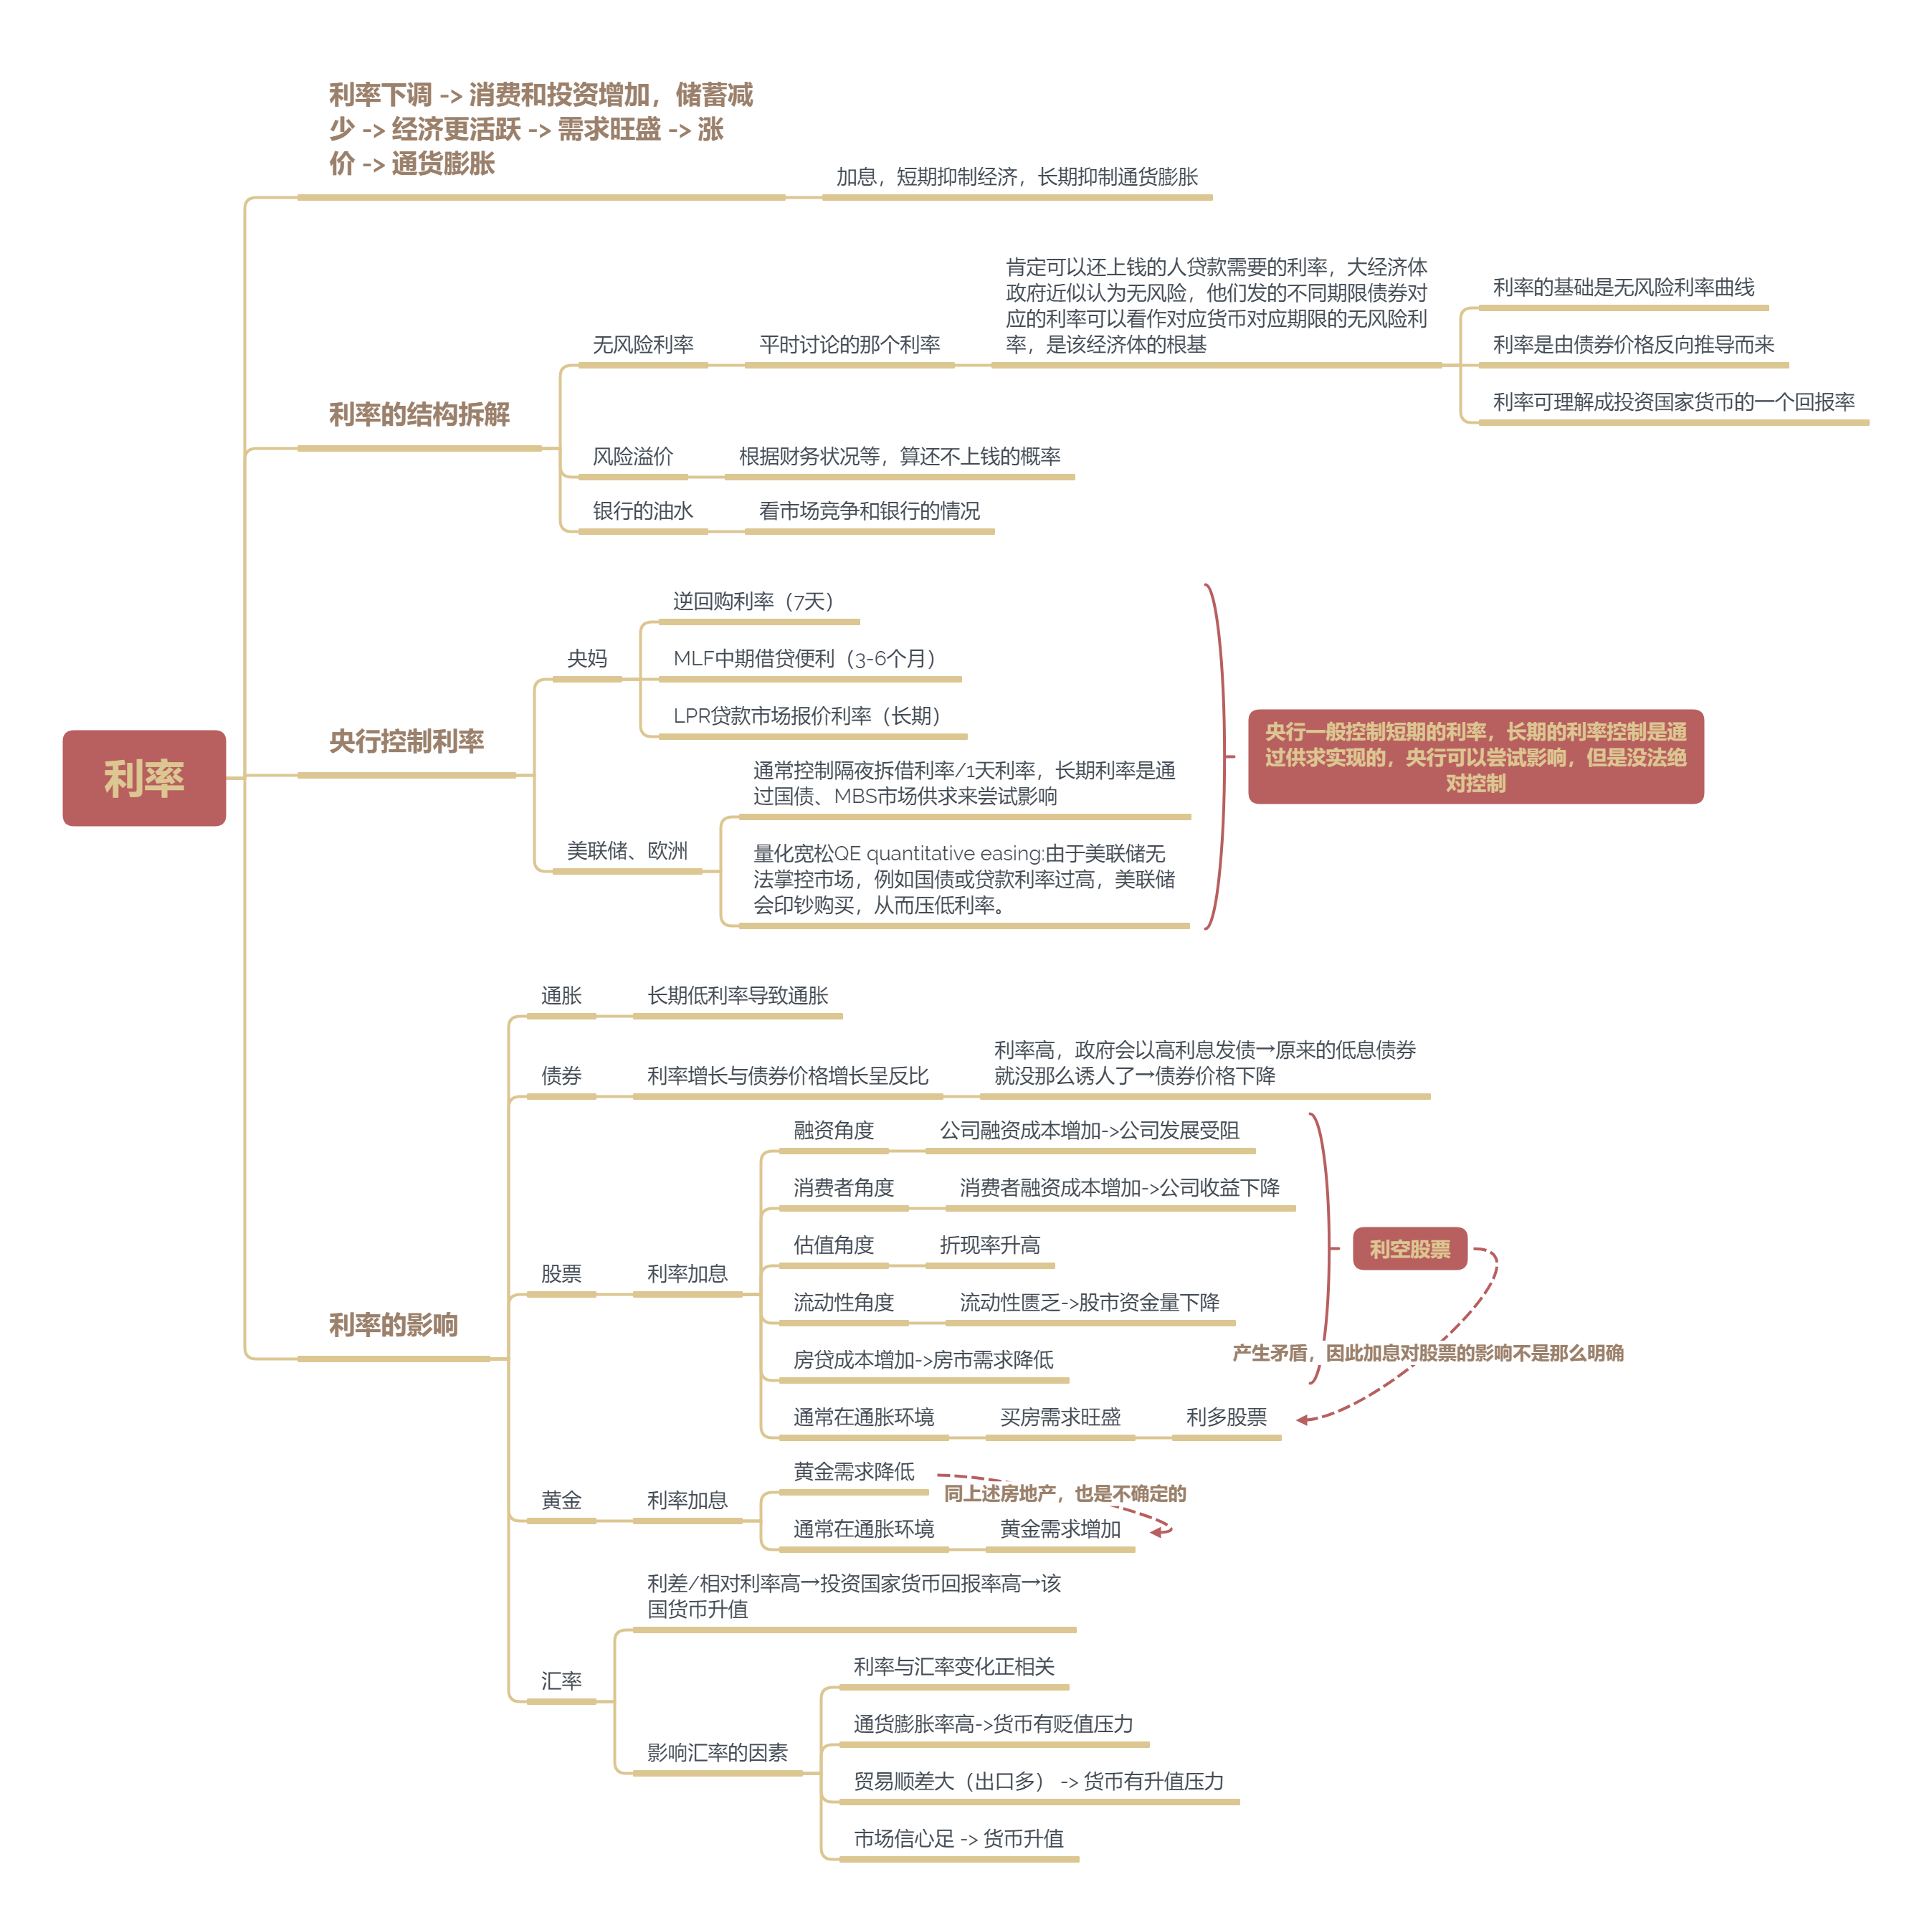 利率
利率下调 -> 消费和投资增加，储蓄减
少 -> 经济更活跃 -> 需求旺盛 -> 涨
价 -> 通货膨胀
加息，短期抑制经济，长期抑制通货膨胀
利率的结构拆解
无风险利率
平时讨论的那个利率
肯定可以还上钱的人贷款需要的利率，大经济体
政府近似认为无风险，他们发的不同期限债券对
应的利率可以看作对应货币对应期限的无风险利
率，是该经济体的根基
利率的基础是无风险利率曲线
利率是由债券价格反向推导而来
利率可理解成投资国家货币的一个回报率
风险溢价
根据财务状况等，算还不上钱的概率
银行的油水
看市场竞争和银行的情况
央行控制利率
央妈
逆回购利率（7天）
MLF中期借贷便利（3-6个月）
LPR贷款市场报价利率（长期）
美联储、欧洲
通常控制隔夜拆借利率/1天利率，长期利率是通
过国债、MBS市场供求来尝试影响
量化宽松QE quantitative easing:由于美联储无
法掌控市场，例如国债或贷款利率过高，美联储
会印钞购买，从而压低利率。
央行一般控制短期的利率，长期的利率控制是通
过供求实现的，央行可以尝试影响，但是没法绝
对控制
利率的影响
通胀
长期低利率导致通胀
债券
利率增长与债券价格增长呈反比
利率高，政府会以高利息发债→原来的低息债券
就没那么诱人了→债券价格下降
股票
利率加息
融资角度
公司融资成本增加->公司发展受阻
消费者角度
消费者融资成本增加->公司收益下降
估值角度
折现率升高
流动性角度
流动性匮乏->股市资金量下降
房贷成本增加->房市需求降低
通常在通胀环境
买房需求旺盛
利多股票
利空股票
产生矛盾，因此加息对股票的影响不是那么明确
黄金
利率加息
黄金需求降低
同上述房地产，也是不确定的
通常在通胀环境
黄金需求增加
汇率
利差/相对利率高→投资国家货币回报率高→该
国货币升值
影响汇率的因素
利率与汇率变化正相关
通货膨胀率高->货币有贬值压力
贸易顺差大（出口多） -> 货币有升值压力
市场信心足 -> 货币升值